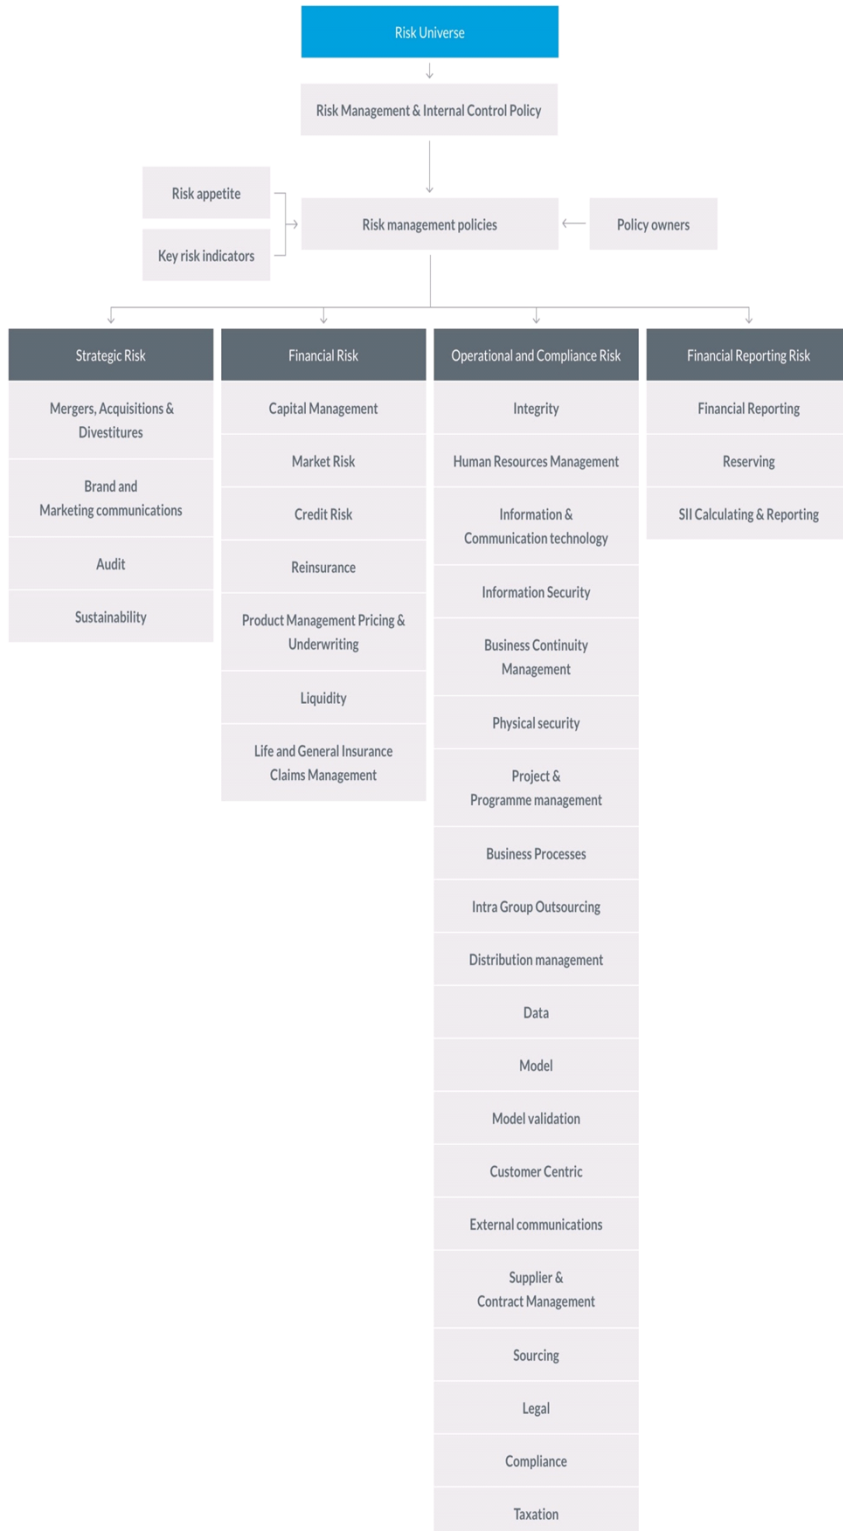 Risk Universe
Risk Management & Internal Control Policy
Risk appetite
Key risk indicators
Risk management policies
Policy owners
Strategic Risk
Mergers, Acquisitions &
Divestitures
Brand and
Marketing communications
Audit
Sustainability
Financial Risk
Capital Management
Market Risk
Credit Risk
Reinsurance
Product Management Pricing &
Underwriting
Liquidity
Life and General Insurance
Claims Management
Operational and Compliance Risk
Integrity
Human Resources Management
Information &
Communication technology
Information Security
Business Continuity
Management
Physical security
Project &
Programme management
Business Processes
Intra Group Outsourcing
Distribution management
Data
Model
Model validation
Customer Centric
External communications
Supplier &
Contract Management
Sourcing
Legal
Compliance
Taxation
Financial Reporting Risk
Financial Reporting
Reserving
SII Calculating & Reporting